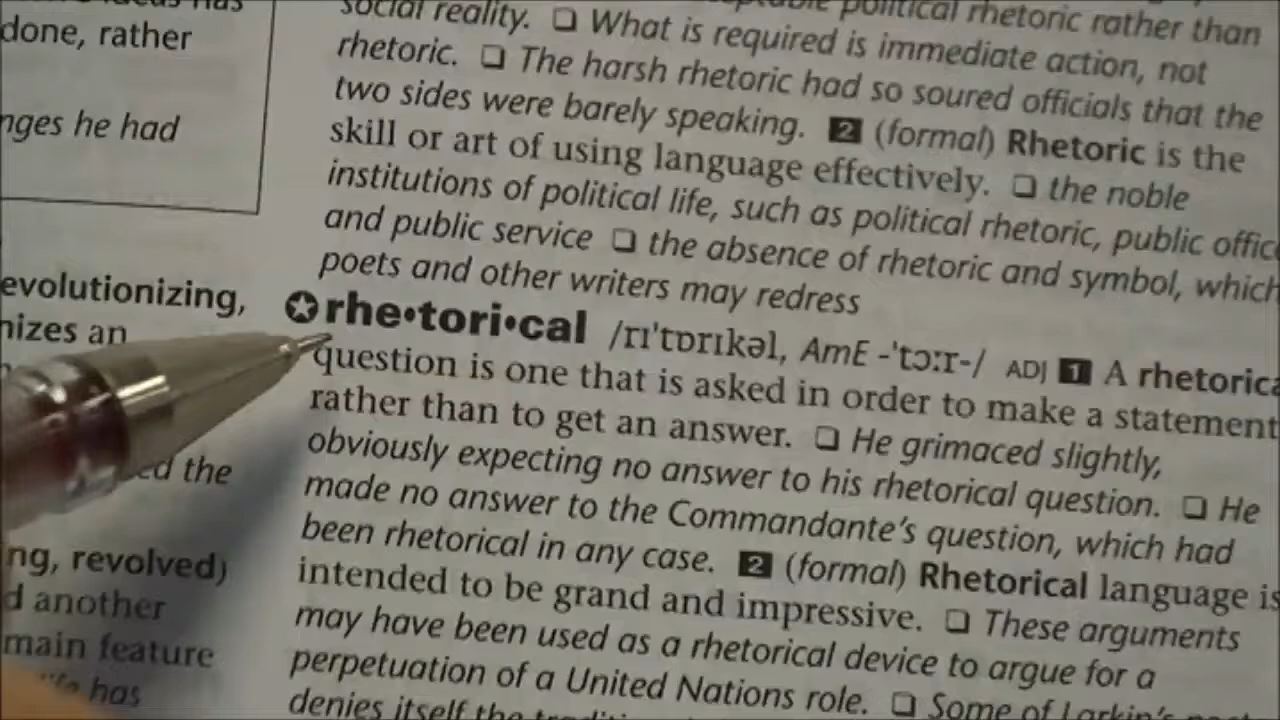 done, rather
nges he had
evolutionizing,
nizes an
ed the
ng, revolved)
d another
main feature
has
political rhetoric rather than
social reality. ❑ What is required is immediate action, not
rhetoric. ❑ The harsh rhetoric had so soured officials that the
two sides were barely speaking. 2 (formal) Rhetoric is the
skill or art of using language effectively. ❑ the noble
institutions of political life, such as political rhetoric, public offic
and public service ❑ the absence of rhetoric and symbol, which
poets and other writers may redress
✪rhe•tori•cal /rɪˈtɒrɪkəl, AmE -ˈtɔːr-/ ADJ 1 A rhetorica
question is one that is asked in order to make a statement
rather than to get an answer. ❑ He grimaced slightly,
obviously expecting no answer to his rhetorical question. ❑ He
made no answer to the Commandante's question, which had
been rhetorical in any case. 2 (formal) Rhetorical language is
intended to be grand and impressive. ❑ These arguments
may have been used as a rhetorical device to argue for a
perpetuation of a United Nations role. ❑ Some of Larkin's
denies itself the